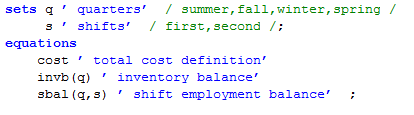 sets q ’ quarters’ / summer,fall,winter,spring /
s ’ shifts’ / first,second /;
equations
cost ’ total cost definition’
invb(q) ’ inventory balance’
sbal(q,s) ’ shift employment balance’ ;